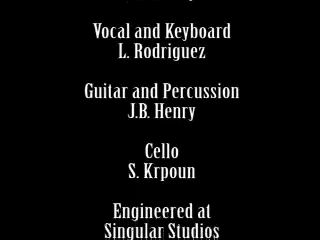 Vocal and Keyboard
L. Rodriguez
Guitar and Percussion
J.B. Henry
Cello
S. Krpoun
Engineered at
Singular Studios